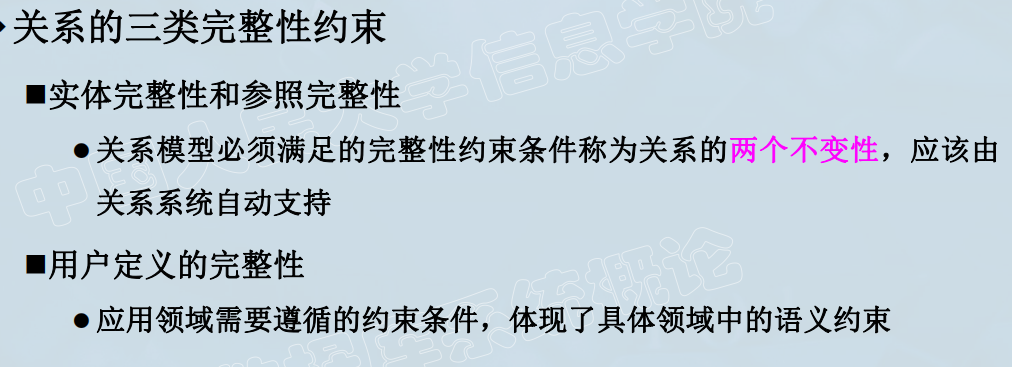 关系的三类完整性约束
■实体完整性和参照完整性
●关系模型必须满足的完整性约束条件称为关系的两个不变性，应该由
关系系统自动支持
■用户定义的完整性
●应用领域需要遵循的约束条件，体现了具体领域中的语义约束